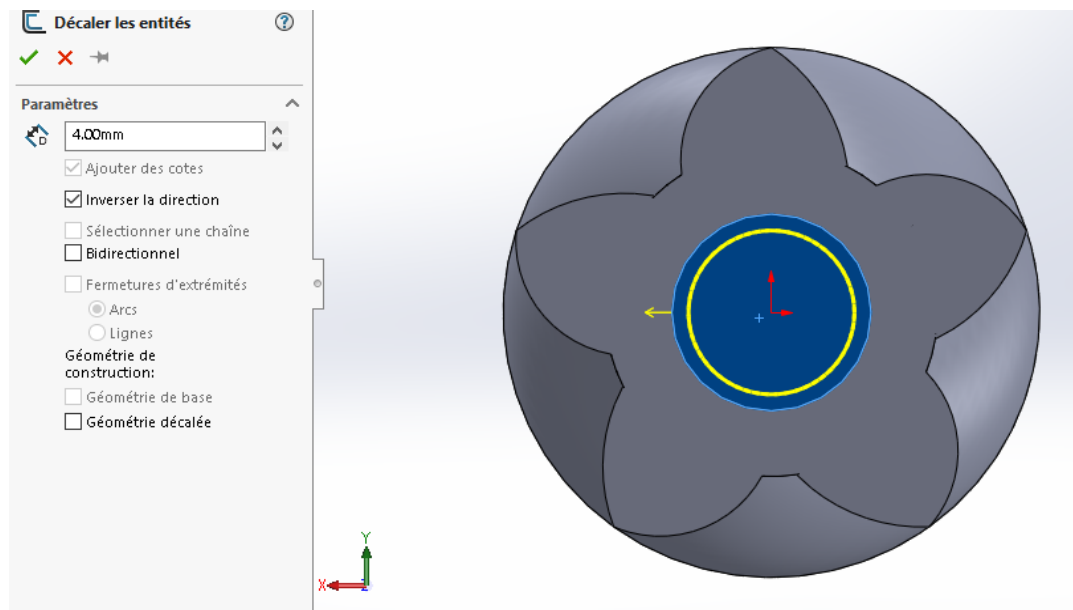 Décaler les entités
Paramètres
D
4.00mm
Ajouter des cotes
Inverser la direction
Sélectionner une chaîne
Bidirectionnel
Fermetures d'extrémités
Arcs
Lignes
Géométrie de
construction:
Géométrie de base
Géométrie décalée
Y
X
Z